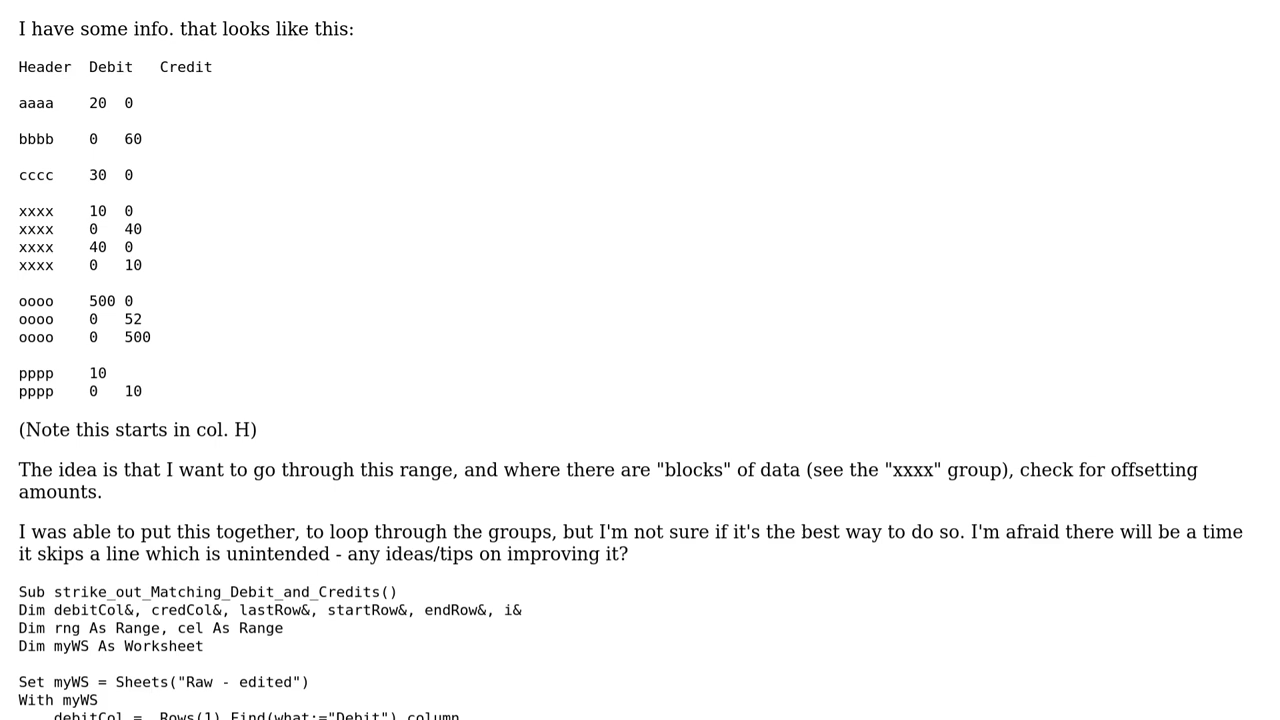 I have some info. that looks like this:
Header  Debit   Credit
aaaa    20  0
bbbb    0   60
cccc    30  0
xxxx    10  0
xxxx    0   40
xxxx    40  0
xxxx    0   10
oooo    500 0
oooo    0   52
oooo    0   500
pppp    10
pppp    0   10
(Note this starts in col. H)
The idea is that I want to go through this range, and where there are "blocks" of data (see the "xxxx" group), check for offsetting
amounts.
I was able to put this together, to loop through the groups, but I'm not sure if it's the best way to do so. I'm afraid there will be a time
it skips a line which is unintended - any ideas/tips on improving it?
Sub strike_out_Matching_Debit_and_Credits()
Dim debitCol&, credCol&, lastRow&, startRow&, endRow&, i&
Dim rng As Range, cel As Range
Dim myWS As Worksheet
Set myWS = Sheets("Raw - edited")
With myWS
    debitCol = .Rows(1).Find(what:="Debit").column